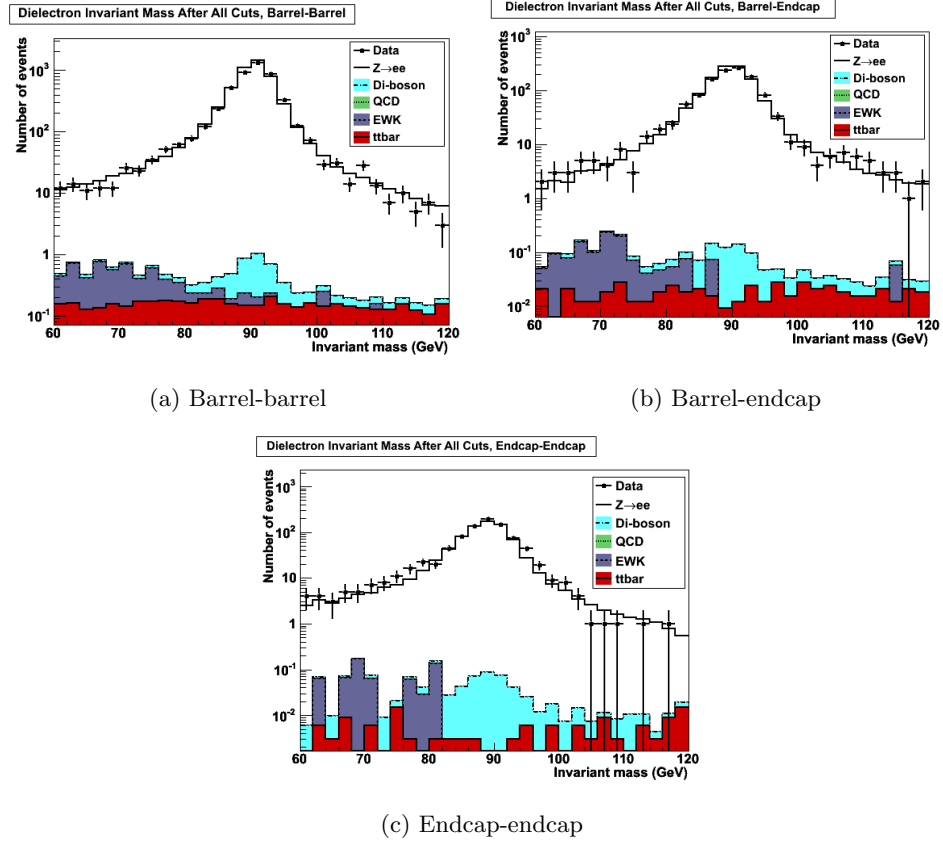 Dielectron Invariant Mass After All Cuts, Barrel-Barrel
Number of events
10³
10²
10
1
10⁻¹
Data
Z→ee
Di-boson
QCD
EWK
ttbar
60 70 80 90 100 110 120
Invariant mass (GeV)
(a) Barrel-barrel
Dielectron Invariant Mass After All Cuts, Barrel-Endcap
Number of events
10³
10²
10
1
10⁻¹
10⁻²
Data
Z→ee
Di-boson
QCD
EWK
ttbar
60 70 80 90 100 110 120
Invariant mass (GeV)
(b) Barrel-endcap
Dielectron Invariant Mass After All Cuts, Endcap-Endcap
Number of events
10³
10²
10
1
10⁻¹
10⁻²
Data
Z→ee
Di-boson
QCD
EWK
ttbar
60 70 80 90 100 110 120
Invariant mass (GeV)
(c) Endcap-endcap